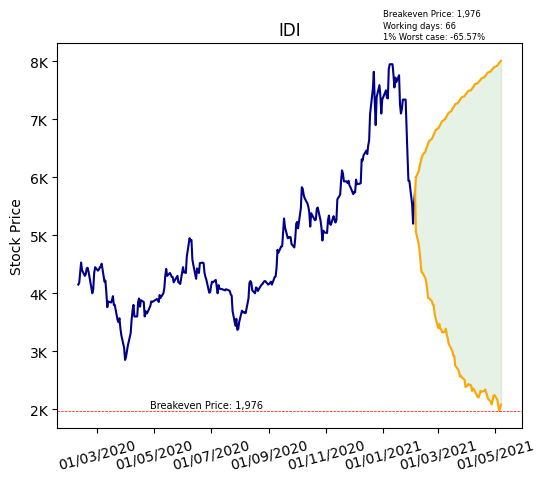 Breakeven Price: 1,976
Working days: 66
1% Worst case: -65.57%
IDI
Stock Price
8K
7K
6K
5K
4K
3K
2K
Breakeven Price: 1,976
01/03/2020
01/05/2020
01/07/2020
01/09/2020
01/11/2020
01/01/2021
01/03/2021
01/05/2021